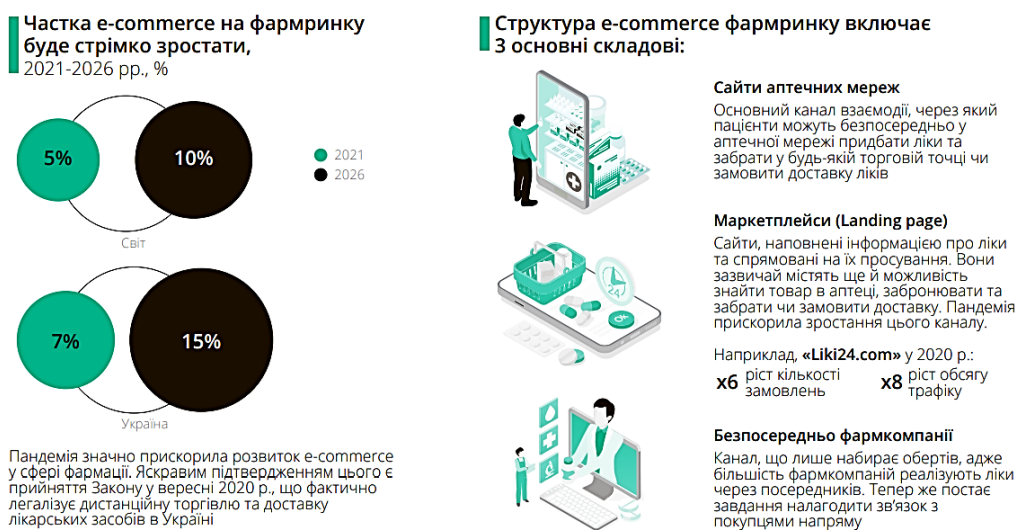 Частка e-commerce на фармринку
буде стрімко зростати,
2021-2026 рр., %
5%
10%
2021
2026
Світ
7%
15%
Україна
Пандемія значно прискорила розвиток e-commerce
у сфері фармації. Яскравим підтвердженням цього є
прийняття Закону у вересні 2020 р., що фактично
легалізує дистанційну торгівлю та доставку
лікарських засобів в Україні
Структура e-commerce фармринку включає
3 основні складові:
Сайти аптечних мереж
Основний канал взаємодії, через який
пацієнти можуть безпосередньо у
аптечної мережі придбати ліки та
забрати у будь-якій торговій точці чи
замовити доставку ліків
24
OK
Маркетплейси (Landing page)
Сайти, наповнені інформацією про ліки
та спрямовані на їх просування. Вони
зазвичай містять ще й можливість
знайти товар в аптеці, забронювати та
забрати чи замовити доставку. Пандемія
прискорила зростання цього каналу.
Наприклад, «Liki24.com» у 2020 р.:
x6 ріст кількості
замовлень
x8 ріст обсягу
трафіку
Безпосередньо фармкомпанії
Канал, що лише набирає обертів, адже
більшість фармкомпаній реалізують ліки
через посередників. Тепер же постає
завдання налагодити зв'язок з
покупцями напряму